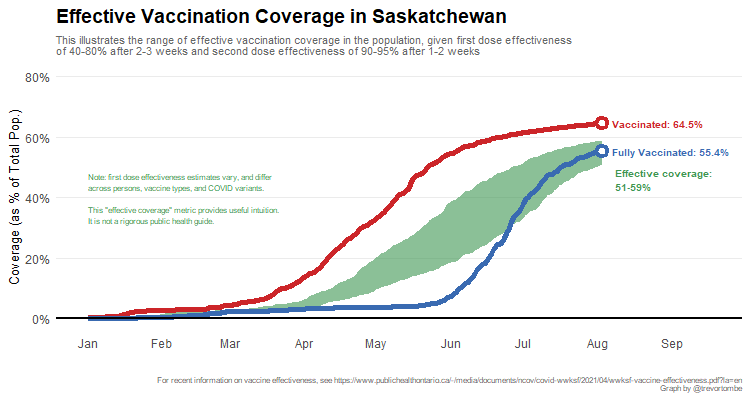 Effective Vaccination Coverage in Saskatchewan
This illustrates the range of effective vaccination coverage in the population, given first dose effectiveness
of 40-80% after 2-3 weeks and second dose effectiveness of 90-95% after 1-2 weeks
Coverage (as % of Total Pop.)
80%
60%
40%
20%
0%
Note: first dose effectiveness estimates vary, and differ
across persons, vaccine types, and COVID variants.
This "effective coverage" metric provides useful intuition.
It is not a rigorous public health guide.
Vaccinated: 64.5%
Fully Vaccinated: 55.4%
Effective coverage:
51-59%
Jan Feb Mar Apr May Jun Jul Aug Sep
For recent information on vaccine effectiveness, see https://www.publichealthontario.ca/-/media/documents/ncov/covid-wwksf/2021/04/wwksf-vaccine-effectiveness.pdf?la=en
Graph by @trevortombe